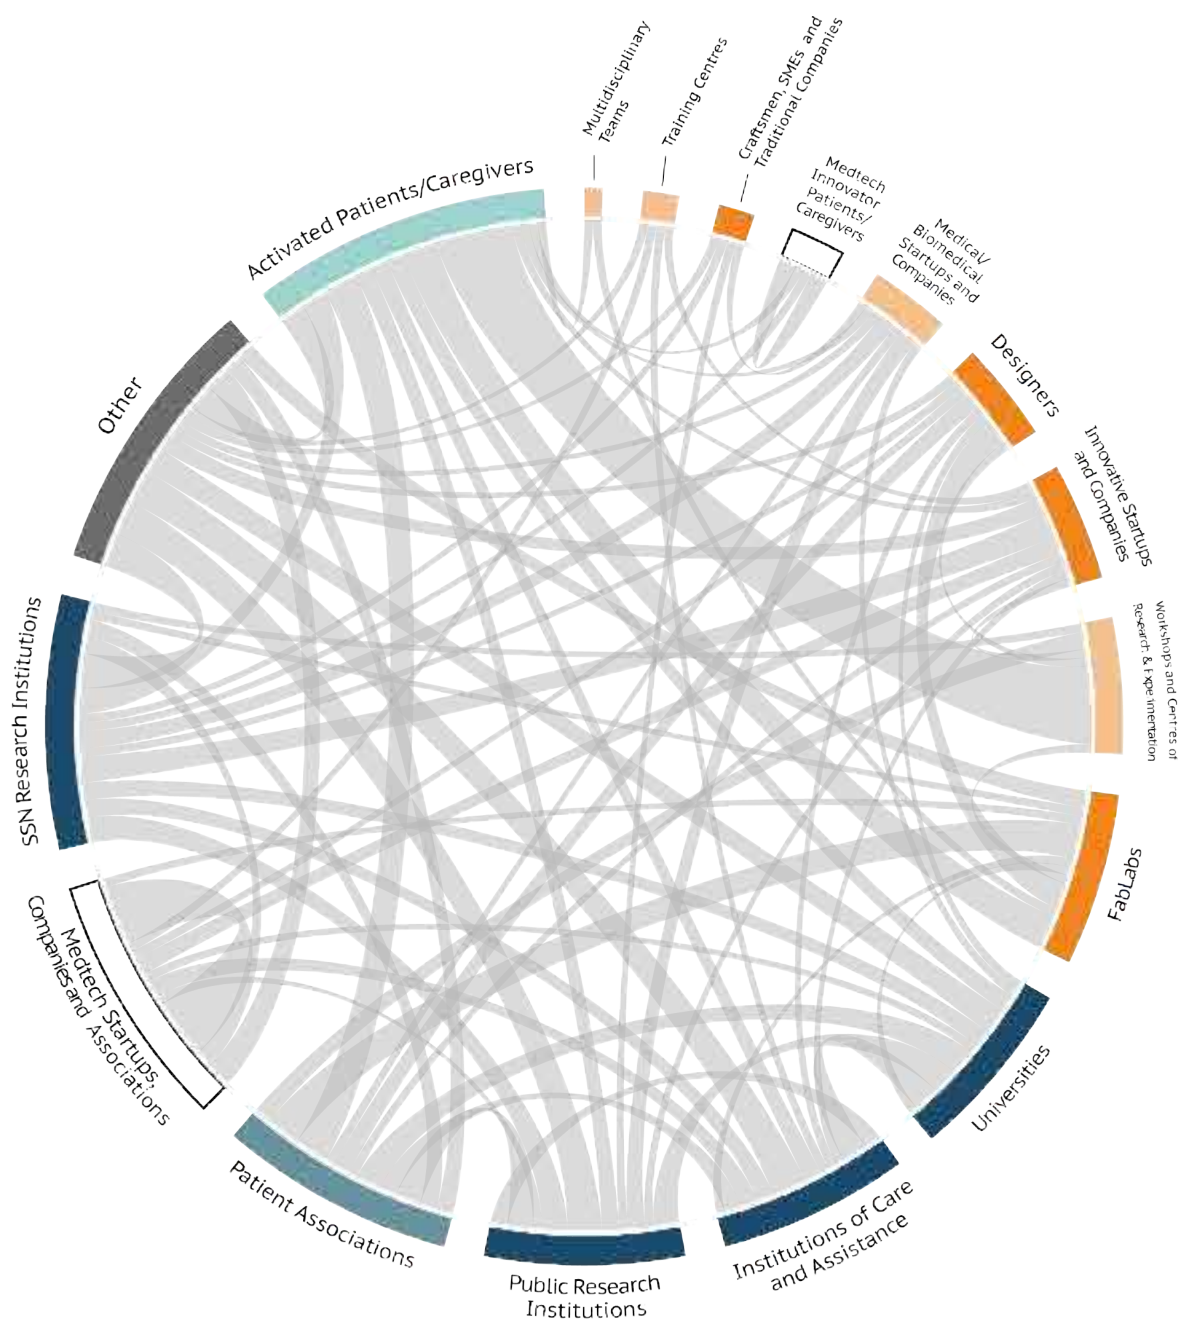 Multidisciplinary
Teams
Training Centres
Craftsmen, SMEs and
Traditional Companies
Medtech
Innovator
Patients/
Caregivers
Medical/
Biomedical
Startups and
Companies
Designers
Innovative Startups
and Companies
Workshops and Centres of
Research & Experimentation
FabLabs
Universities
Institutions of Care
and Assistance
Public Research
Institutions
Patient Associations
Medtech Startups,
Companies and Associations
SSN Research Institutions
Other
Activated Patients/Caregivers